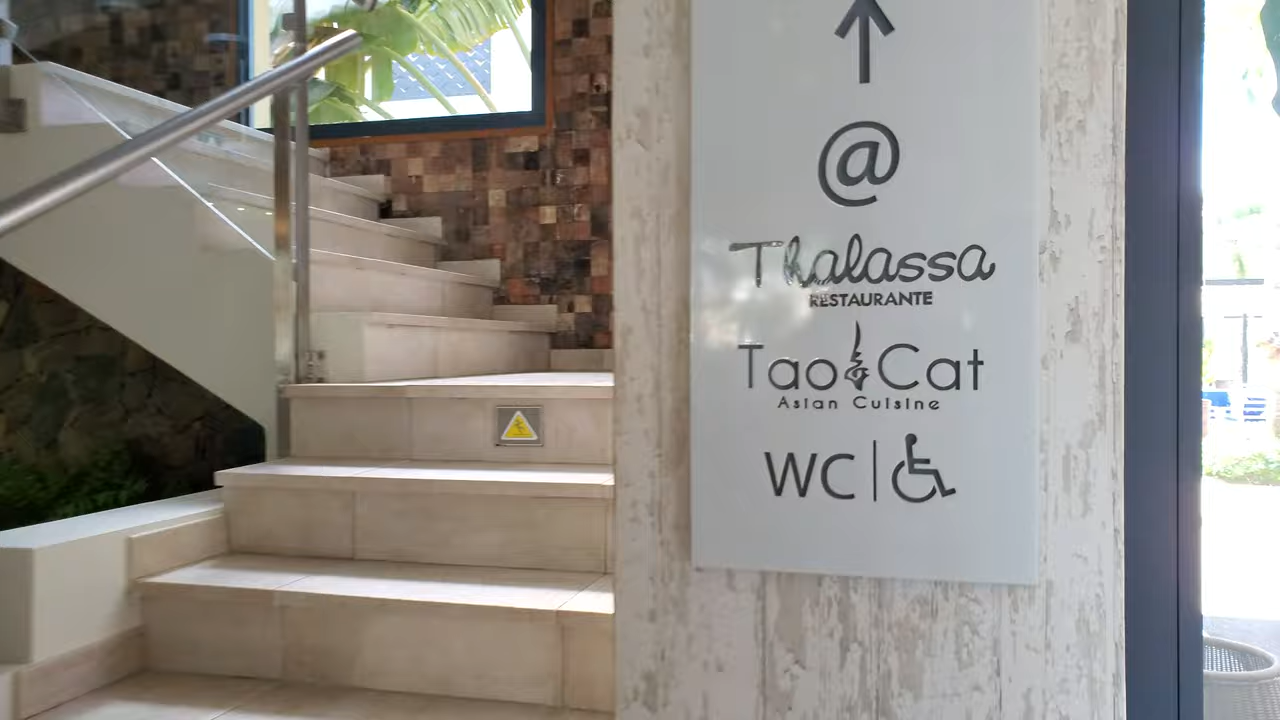 @
Thalassa
RESTAURANTE
Tao Cat
Asian Cuisine
WC